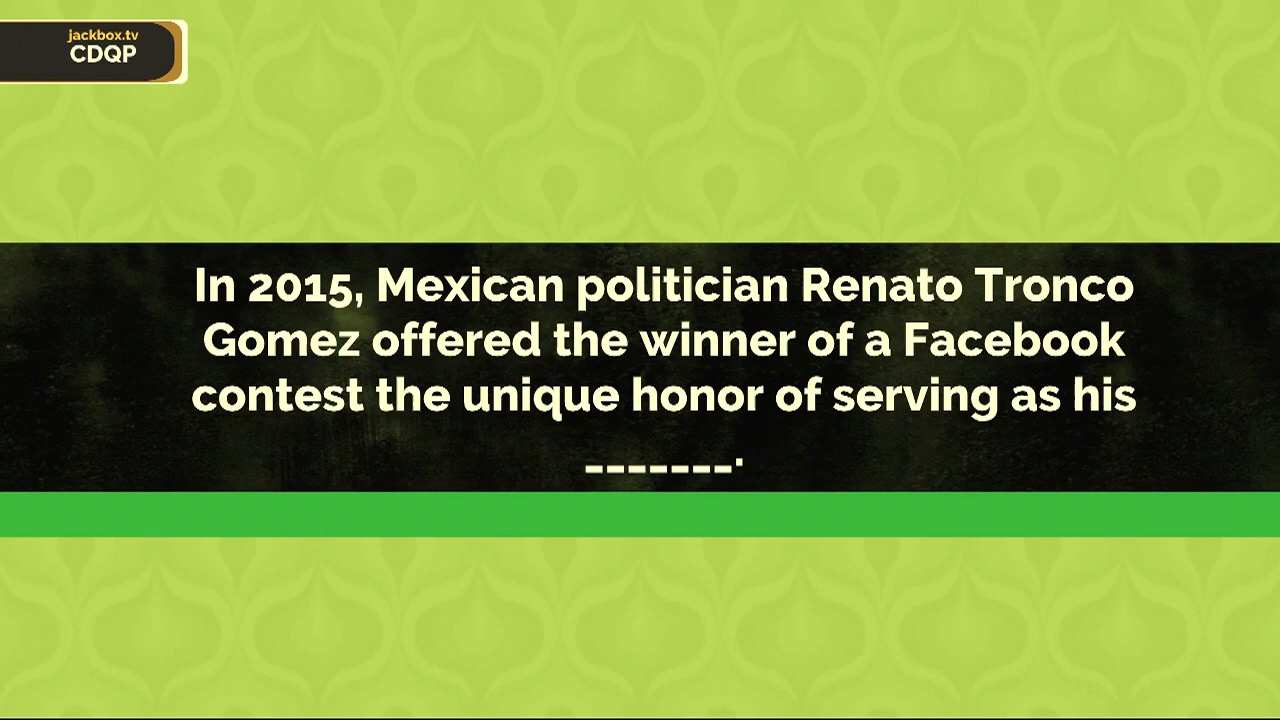 jackbox.tv
CDQP
In 2015, Mexican politician Renato Tronco
Gomez offered the winner of a Facebook
contest the unique honor of serving as his
_______.